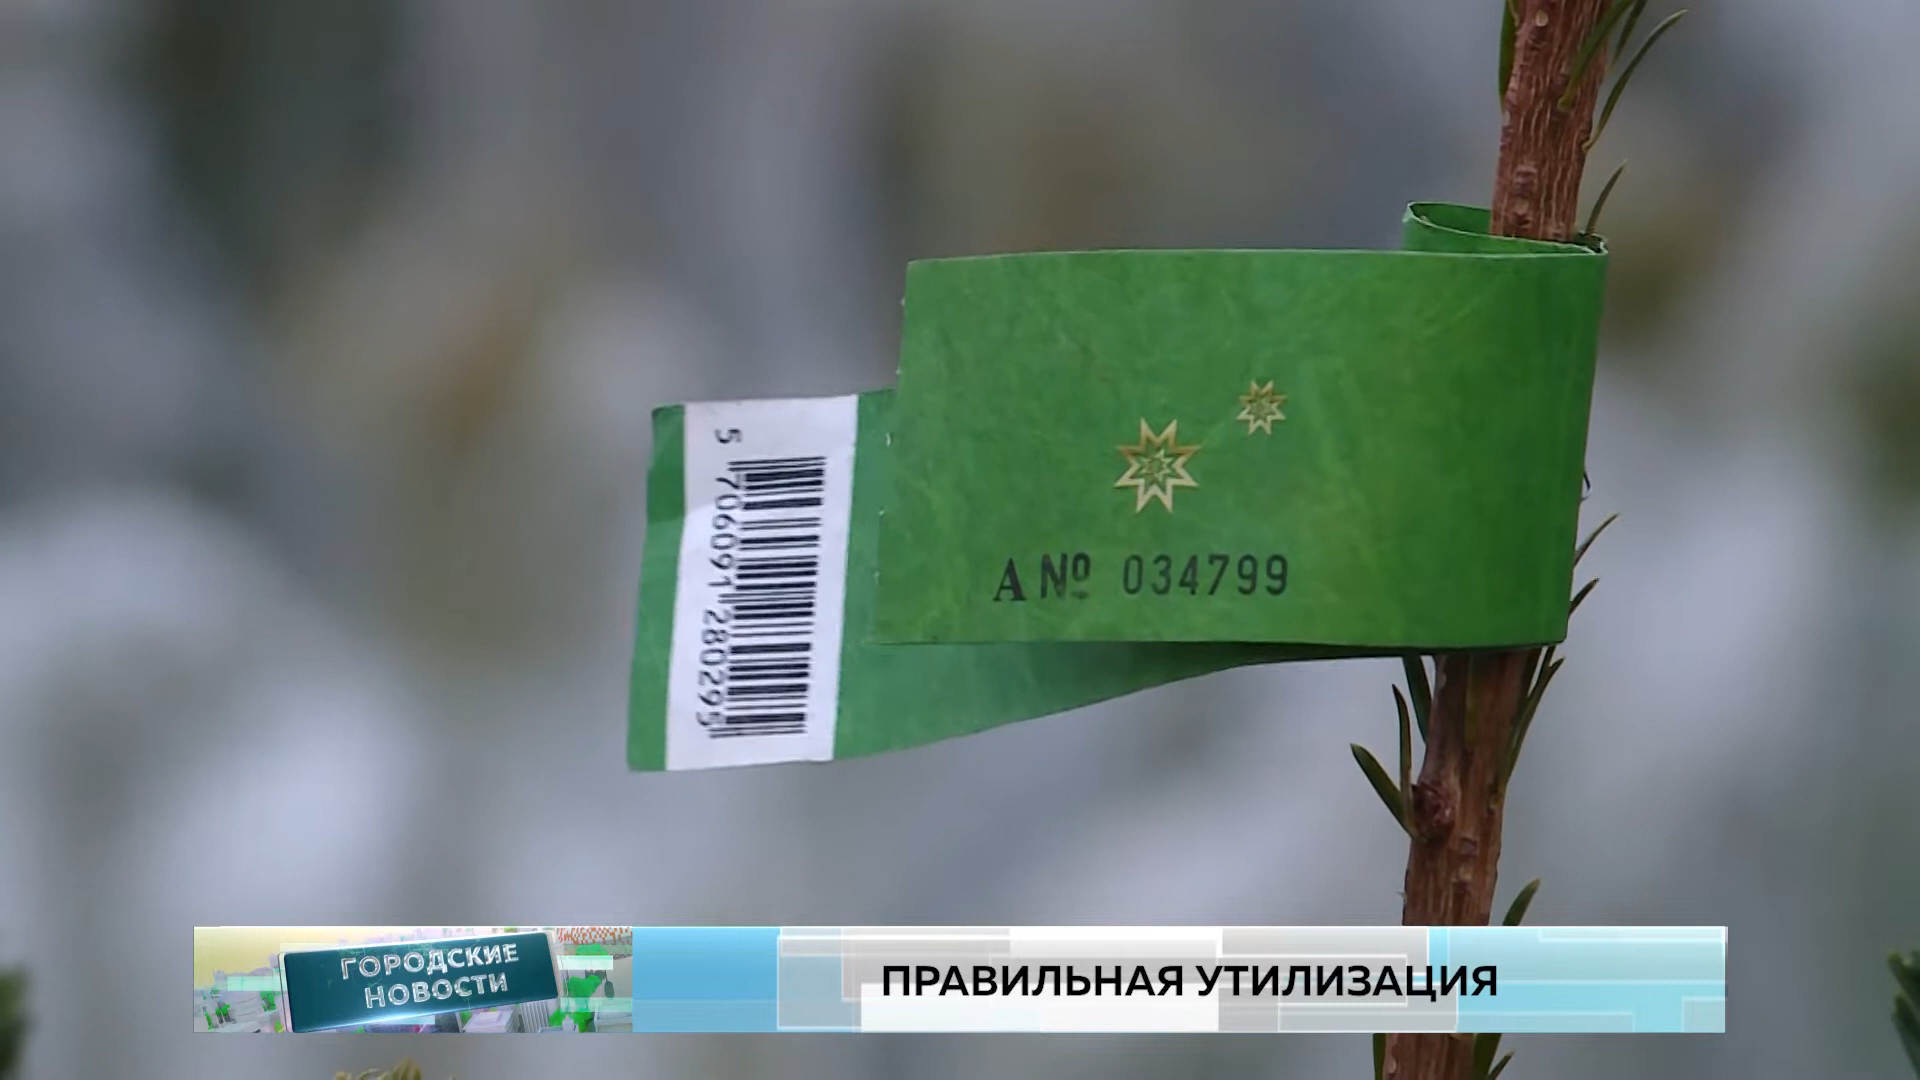 5 706091 280295
A № 034799
ГОРОДСКИЕ
НОВОСТИ
ПРАВИЛЬНАЯ УТИЛИЗАЦИЯ